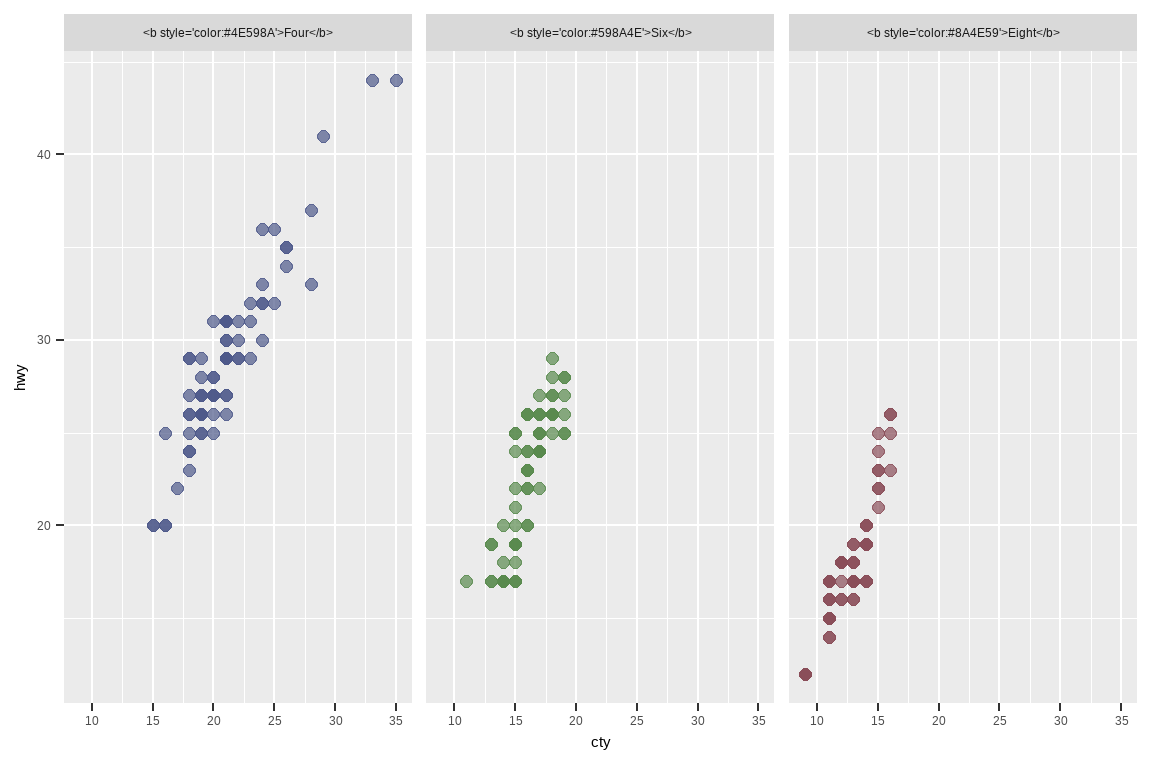 <b style='color:#4E598A'>Four</b> <b style='color:#598A4E'>Six</b> <b style='color:#8A4E59'>Eight</b>
40
30
20
hwy
10 15 20 25 30 35 10 15 20 25 30 35 10 15 20 25 30 35
cty